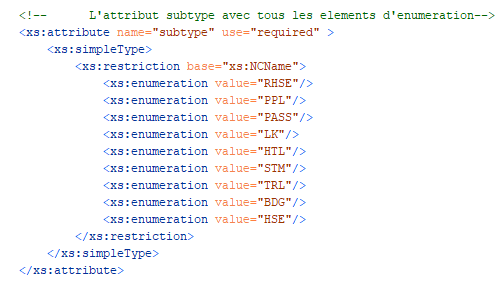 <!--      L'attribut subtype avec tous les elements d'enumeration-->
<xs:attribute name="subtype" use="required" >
    <xs:simpleType>
        <xs:restriction base="xs:NCName">
            <xs:enumeration value="RHSE"/>
            <xs:enumeration value="PPL"/>
            <xs:enumeration value="PASS"/>
            <xs:enumeration value="LK"/>
            <xs:enumeration value="HTL"/>
            <xs:enumeration value="STM"/>
            <xs:enumeration value="TRL"/>
            <xs:enumeration value="BDG"/>
            <xs:enumeration value="HSE"/>
        </xs:restriction>
    </xs:simpleType>
</xs:attribute>